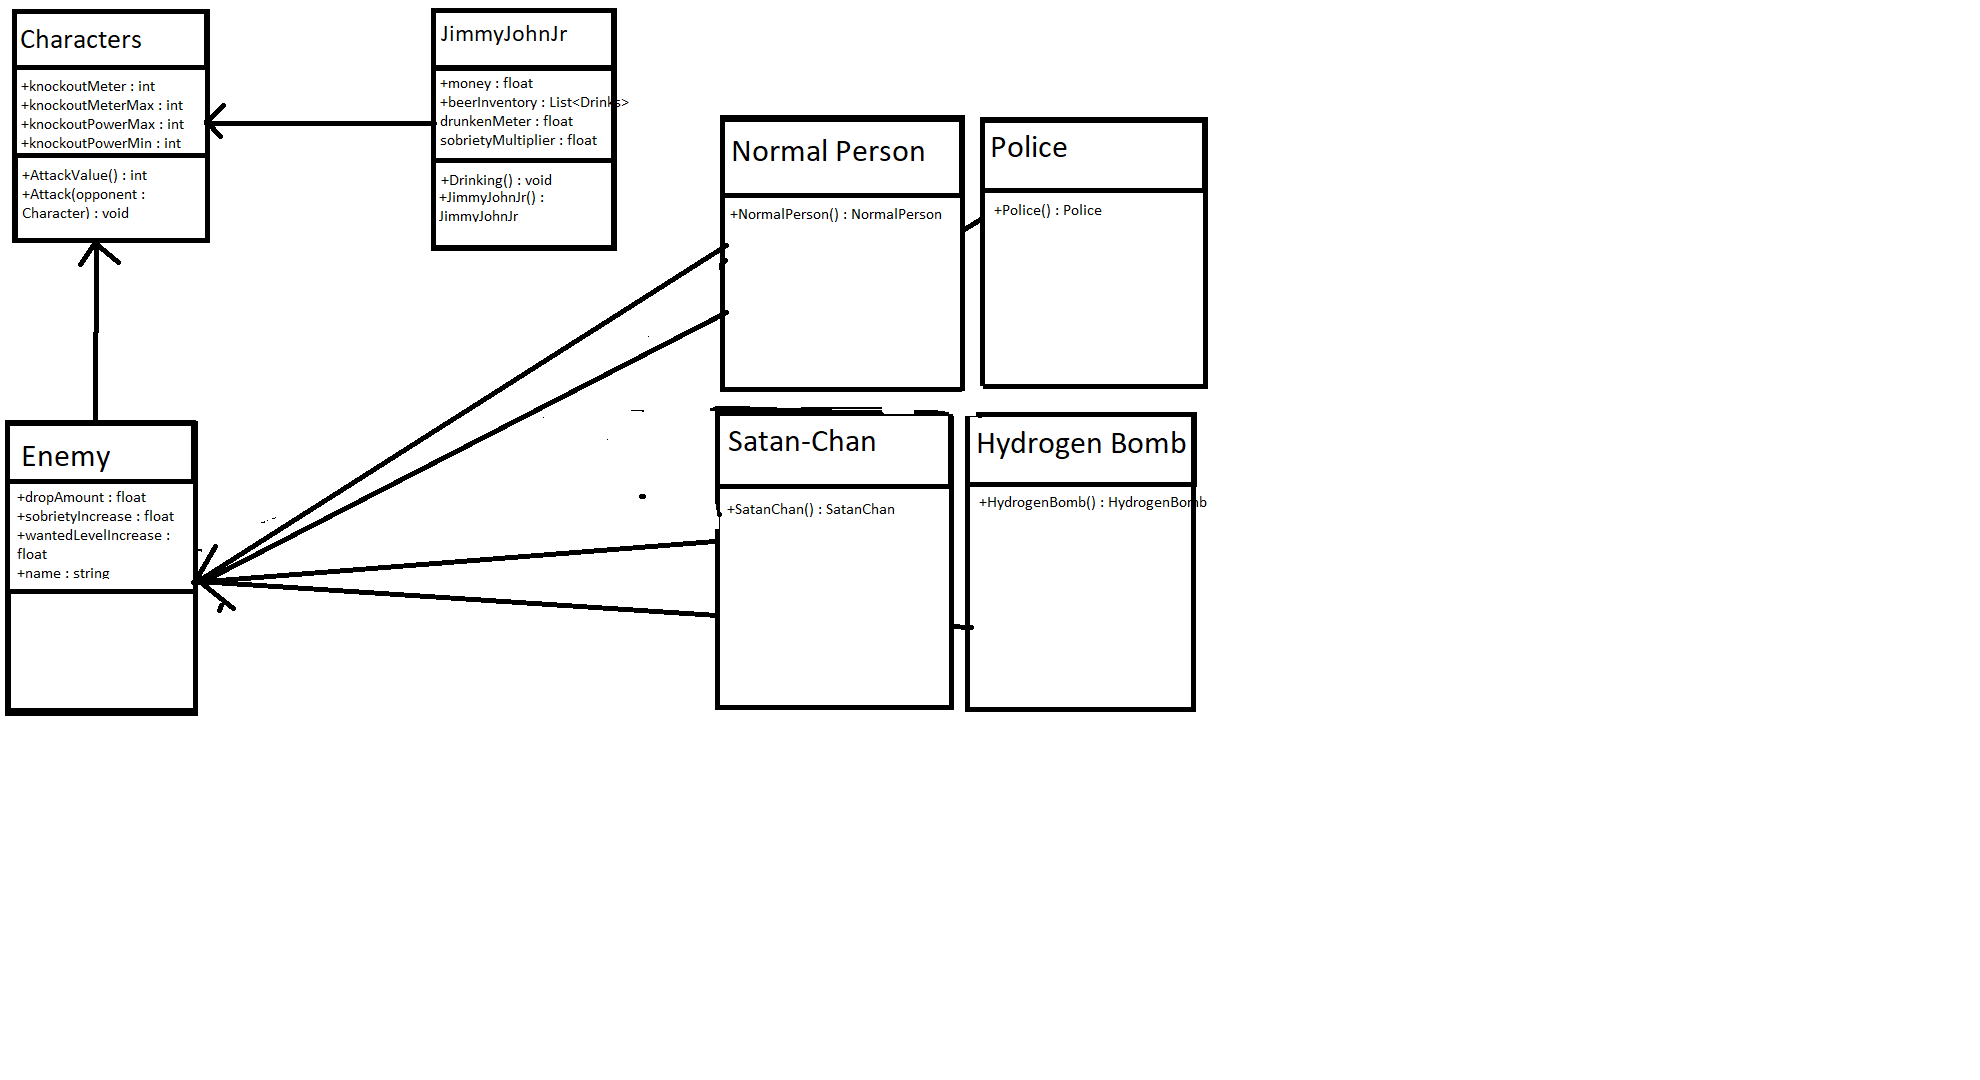 Characters
+knockoutMeter : int
+knockoutMeterMax : int
+knockoutPowerMax : int
+knockoutPowerMin : int
+AttackValue() : int
+Attack(opponent :
Character) : void
JimmyJohnJr
+money : float
+beerInventory : List<Drinks>
drunkenMeter : float
sobrietyMultiplier : float
+Drinking() : void
+JimmyJohnJr() :
JimmyJohnJr
Normal Person
+NormalPerson() : NormalPerson
Police
+Police() : Police
Enemy
+dropAmount : float
+sobrietyIncrease : float
+wantedLevelIncrease :
float
+name : string
Satan-Chan
+SatanChan() : SatanChan
Hydrogen Bomb
+HydrogenBomb() : HydrogenBomb